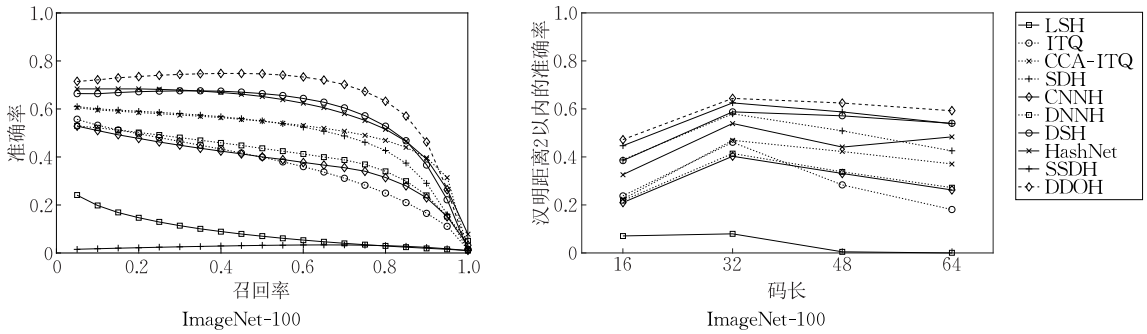 1.0
0.8
0.6
0.4
0.2
0
准确率
0 0.2 0.4 0.6 0.8 1.0
召回率
ImageNet-100
1.0
0.8
0.6
0.4
0.2
0
汉明距离2以内的准确率
16 32 48 64
码长
ImageNet-100
LSH
ITQ
CCA-ITQ
SDH
CNNH
DNNH
DSH
HashNet
SSDH
DDOH